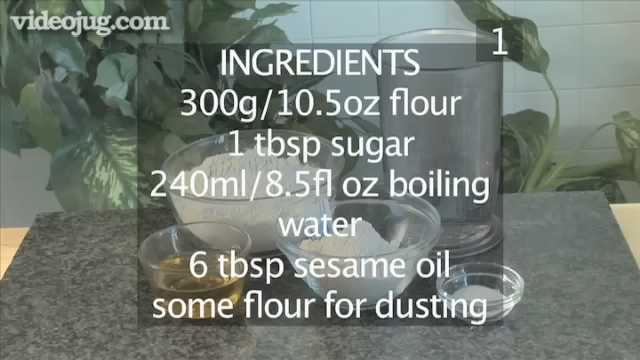 videojug.com
1
INGREDIENTS
300g/10.5oz flour
1 tbsp sugar
240ml/8.5fl oz boiling
water
6 tbsp sesame oil
some flour for dusting